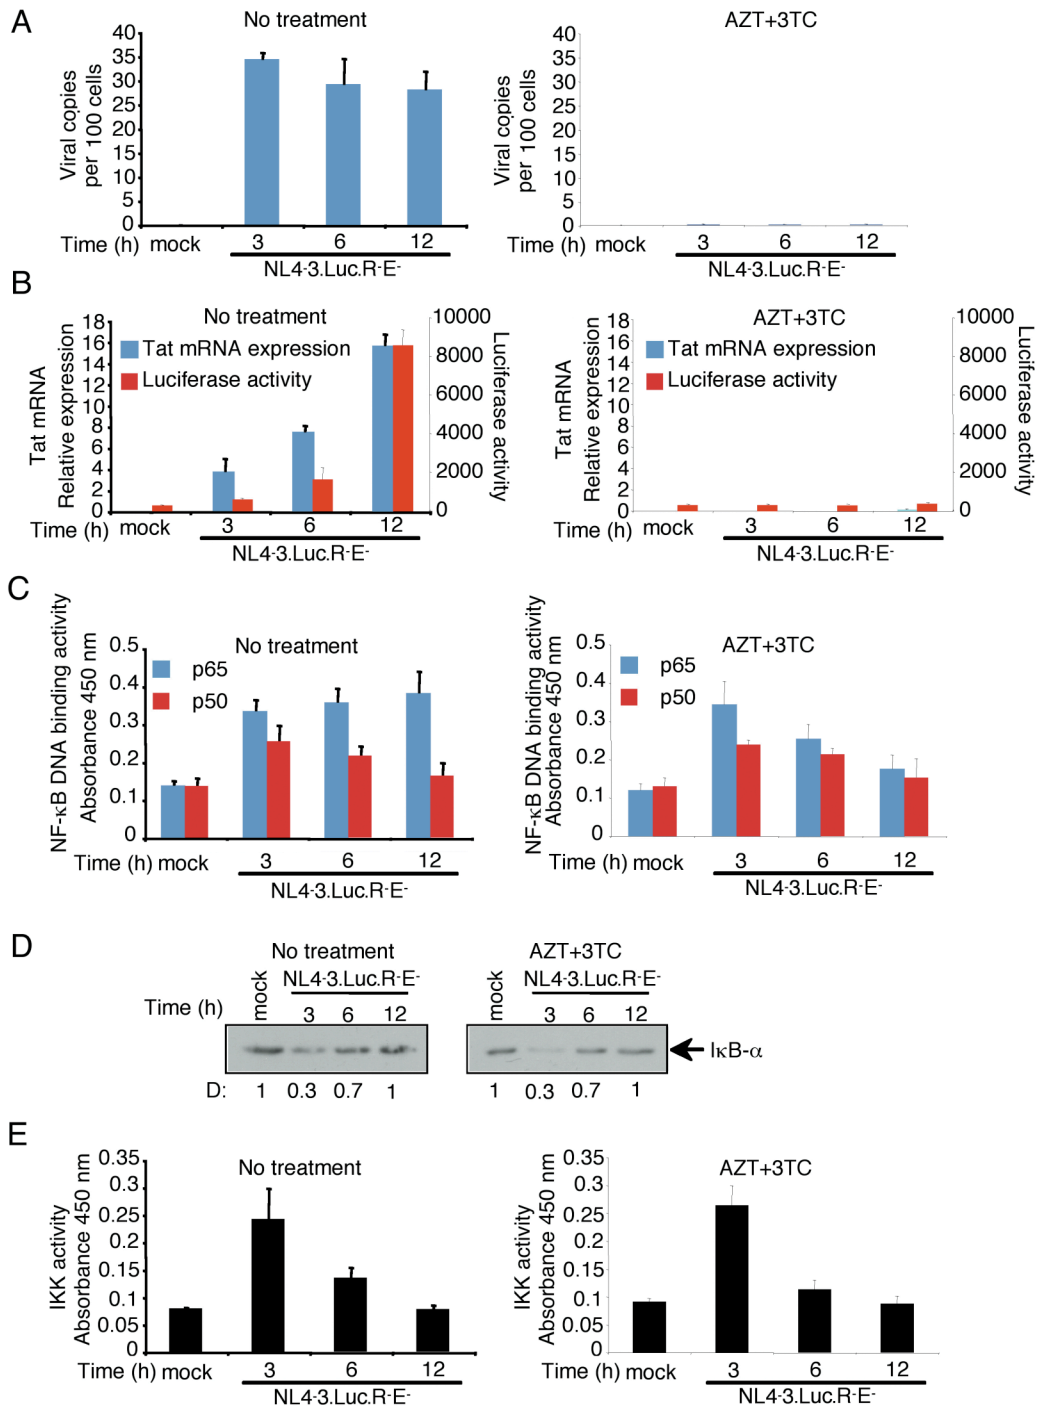 A
No treatment
AZT+3TC
Viral copies
per 100 cells
40
35
30
25
20
15
10
5
0
Time (h) mock 3 6 12
NL4-3.Luc.R-E-
40
35
30
25
20
15
10
5
0
Time (h) mock 3 6 12
NL4-3.Luc.R-E-
Viral copies
per 100 cells
B
No treatment
Tat mRNA
Relative expression
18
16
14
12
10
8
6
4
2
0
Tat mRNA expression
Luciferase activity
10000
8000
6000
4000
2000
0
Luciferase activity
Time (h) mock 3 6 12
NL4-3.Luc.R-E-
AZT+3TC
Tat mRNA
Relative expression
18
16
14
12
10
8
6
4
2
0
Tat mRNA expression
Luciferase activity
10000
8000
6000
4000
2000
0
Luciferase activity
Time (h) mock 3 6 12
NL4-3.Luc.R-E-
C
No treatment
NF-κB DNA binding activity
Absorbance 450 nm
0.5
0.4
0.3
0.2
0.1
0
p65
p50
Time (h) mock 3 6 12
NL4-3.Luc.R-E-
AZT+3TC
NF-κB DNA binding activity
Absorbance 450 nm
0.5
0.4
0.3
0.2
0.1
0
p65
p50
Time (h) mock 3 6 12
NL4-3.Luc.R-E-
D
No treatment
mock
NL4-3.Luc.R-E-
Time (h) 3 6 12
D: 1 0.3 0.7 1
AZT+3TC
mock
NL4-3.Luc.R-E-
3 6 12
IκB-α
1 0.3 0.7 1
E
No treatment
IKK activity
Absorbance 450 nm
0.35
0.3
0.25
0.2
0.15
0.1
0.05
0
Time (h) mock 3 6 12
NL4-3.Luc.R-E-
AZT+3TC
IKK activity
Absorbance 450 nm
0.35
0.3
0.25
0.2
0.15
0.1
0.05
0
Time (h) mock 3 6 12
NL4-3.Luc.R-E-